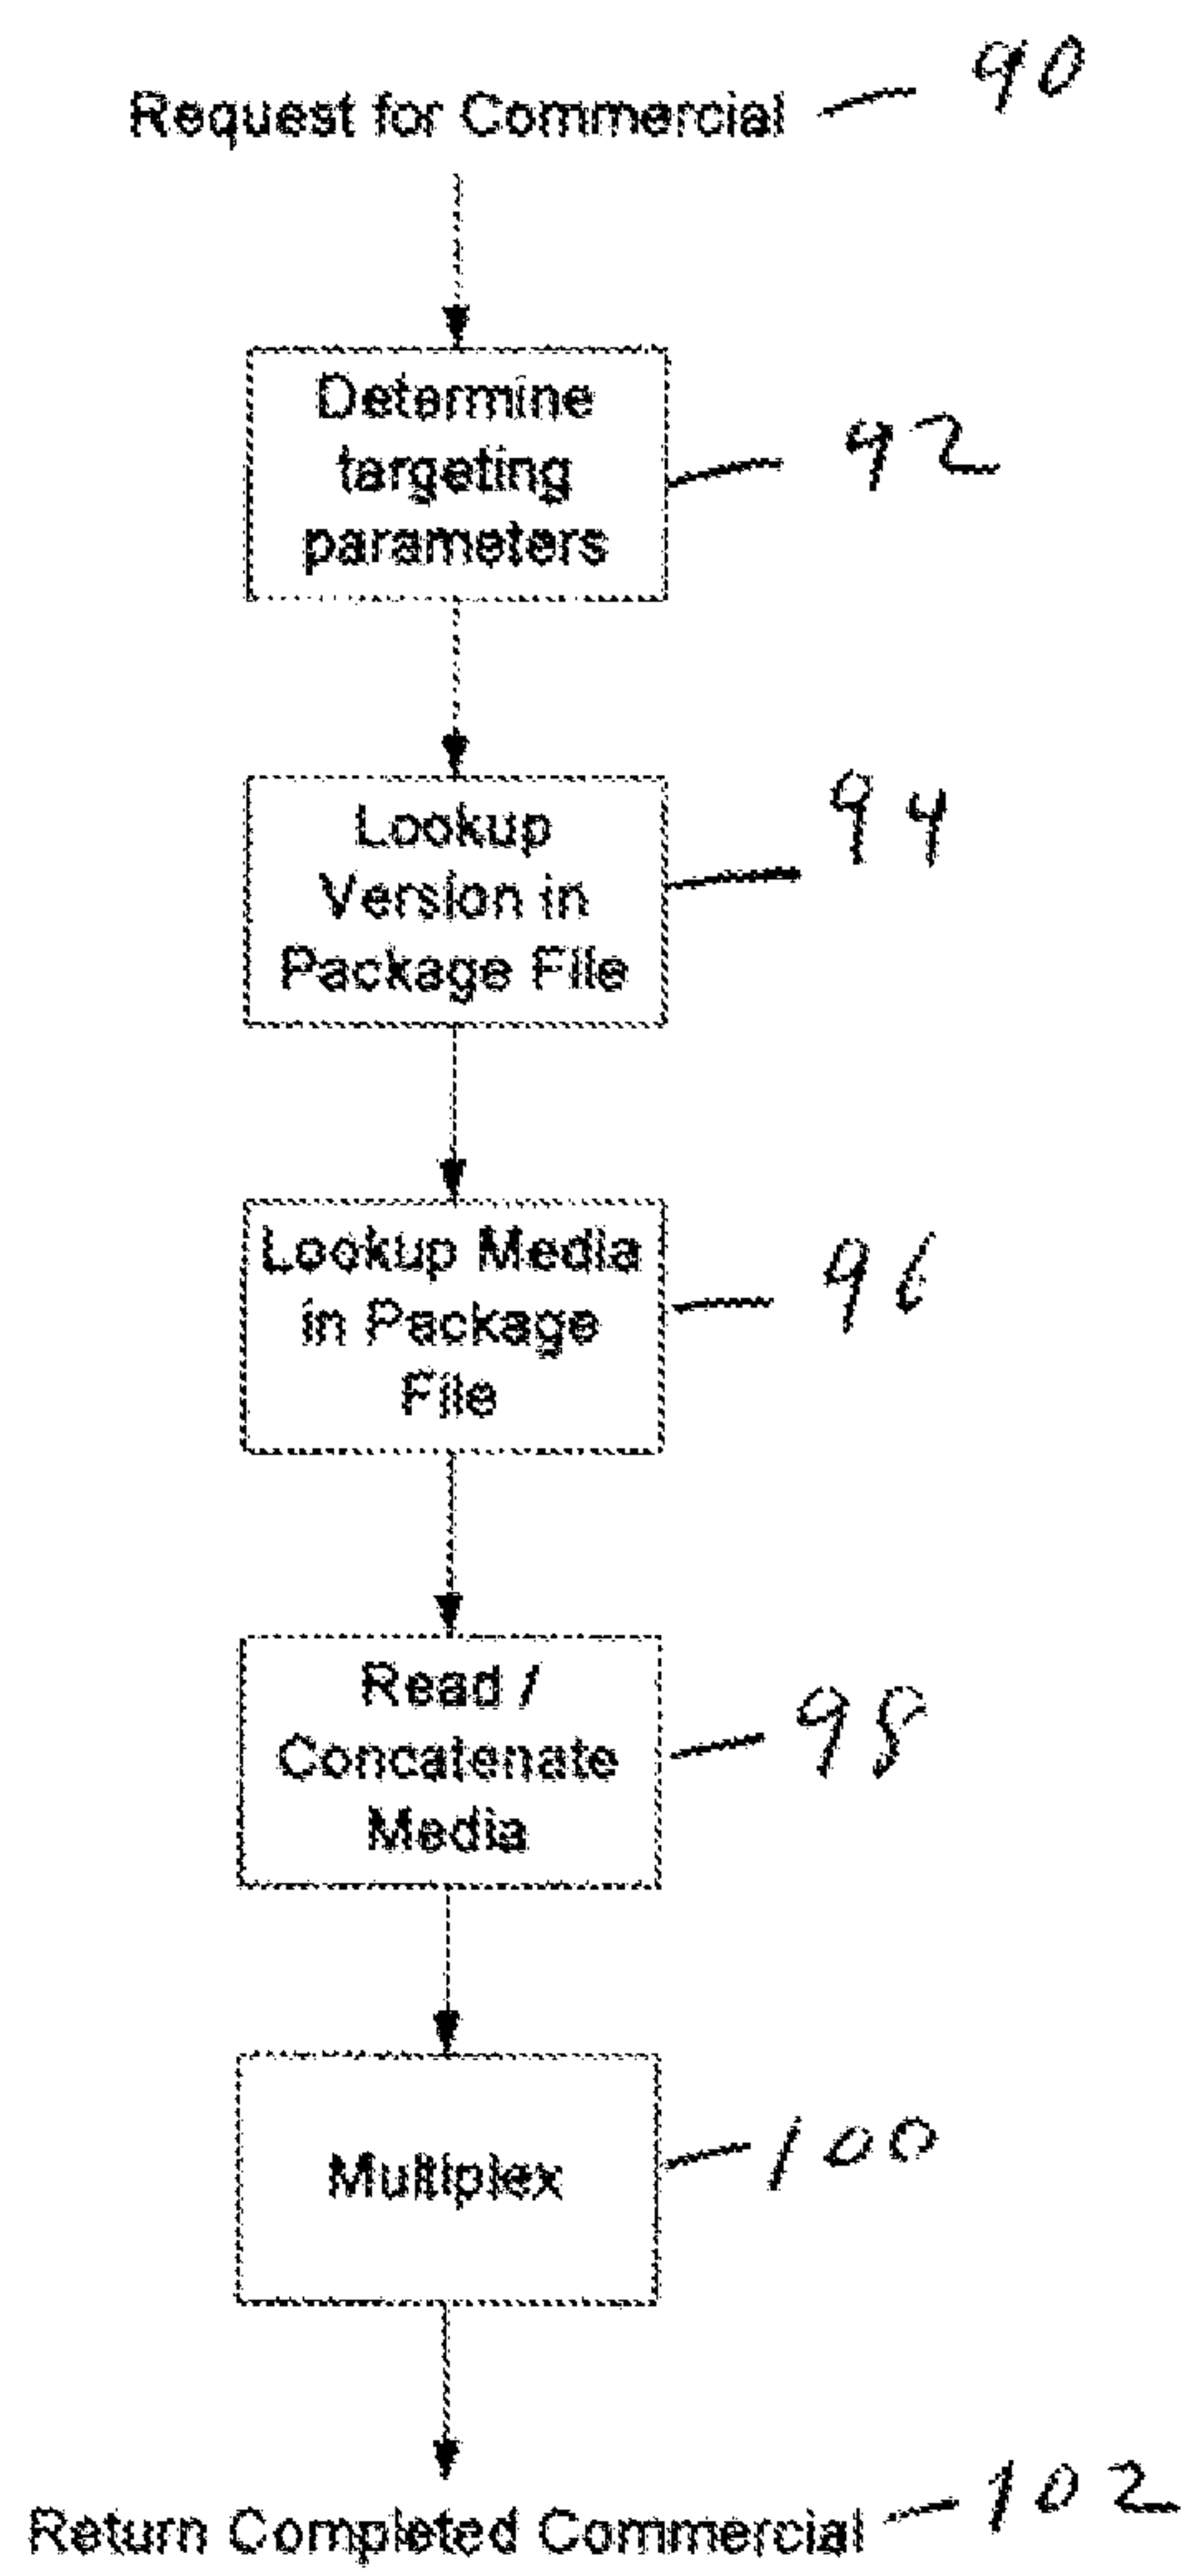 Request for Commercial
90
Determine
targeting
parameters
92
Lookup
Version in
Package File
94
Lookup Media
in Package
File
96
Read /
Concatenate
Media
98
Multiplex
100
Return Completed Commercial
102